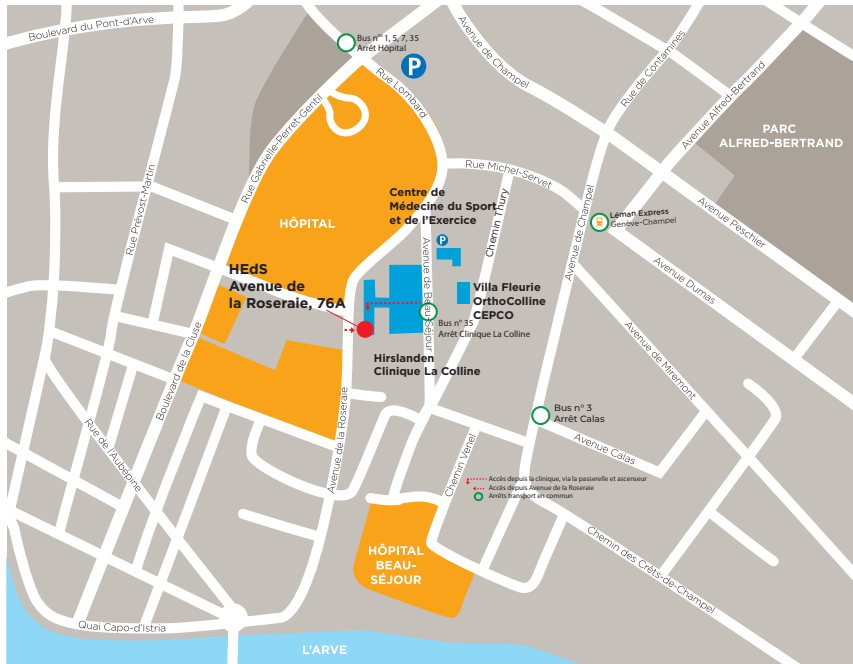 Boulevard du Pont-d'Arve
Bus nos 1, 5, 7, 35
Arrêt Hôpital
P
Rue Lombard
Avenue de Champel
Rue de Contamines
Avenue Alfred-Bertrand
PARC
ALFRED-BERTRAND
Rue Gabrielle-Perret-Gentil
Rue Prévost-Martin
Rue Michel-Servet
Centre de
Médecine du Sport
et de l'Exercice
Chemin Thury
HÔPITAL
Léman Express
Genève-Champel
Avenue de Champel
Avenue Peschier
P
Avenue de Beau-Séjour
HEdS
Avenue de
la Roseraie, 76A
Villa Fleurie
OrthoColline
CEPCO
Avenue Dumas
Bus n° 35
Arrêt Clinique La Colline
Boulevard de la Cluse
Hirslanden
Clinique La Colline
Avenue de Miremont
Bus n° 3
Arrêt Calas
Avenue Calas
Rue de l'Aubépine
Avenue de la Roseraie
Chemin Venel
Accès depuis la clinique, via la passerelle et ascenseur
Accès depuis Avenue de la Roseraie
Arrêts transport en commun
HÔPITAL
BEAU-
SÉJOUR
Chemin des Crêts-de-Champel
Quai Capo-d'Istria
L'ARVE